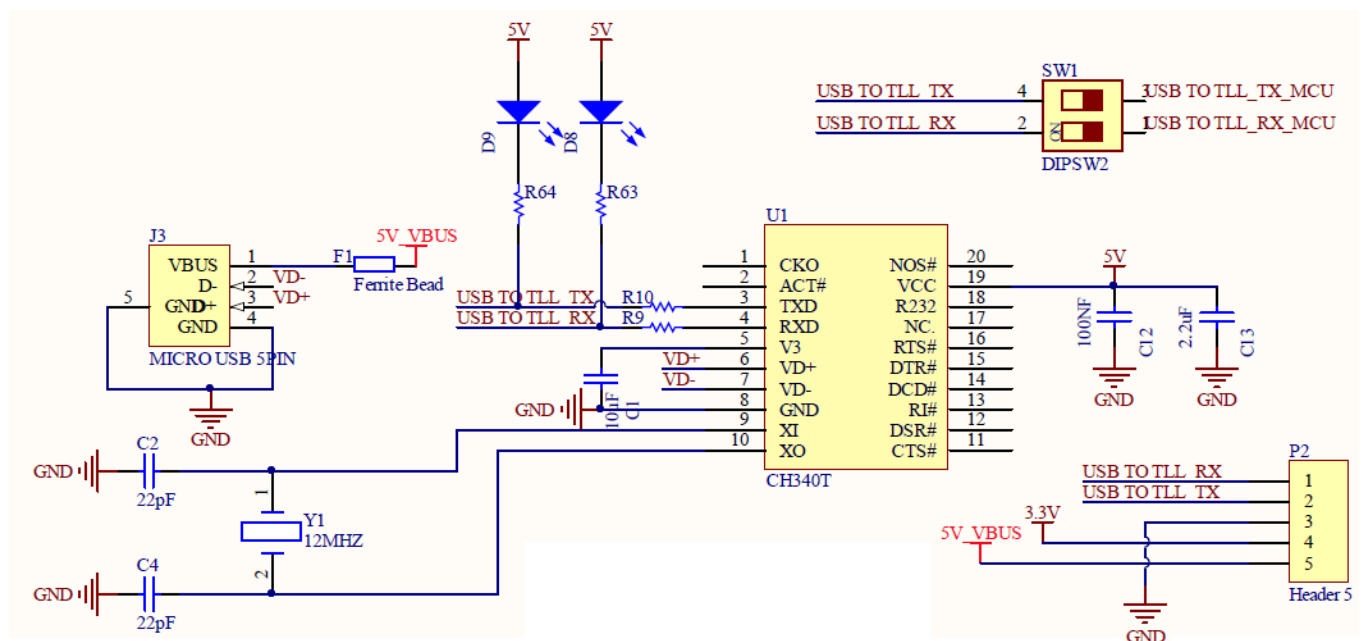 5V
5V
D9
D8
R64
R63
SW1
USB TO TLL_TX 4 3 USB TO TLL_TX_MCU
USB TO TLL_RX 2 1 USB TO TLL_RX_MCU
ON
DIPSW2
J3
VBUS 1
D- 2 VD-
5 GND D+ 3 VD+
GND 4
MICRO USB 5PIN
GND
F1
5V_VBUS
Ferrite Bead
USB TO TLL_TX R10
USB TO TLL_RX R9
U1
1 CKO NOS# 20
2 ACT# VCC 19
3 TXD R232 18
4 RXD NC. 17
5 V3 RTS# 16
VD+ 6 VD+ DTR# 15
VD- 7 VD- DCD# 14
8 GND RI# 13
9 XI DSR# 12
10 XO CTS# 11
CH340T
GND
10uF
C1
5V
100NF
C12
2.2uF
C13
GND
GND
C2
GND
22pF
1
Y1
12MHZ
2
C4
GND
22pF
P2
USB TO TLL_RX 1
USB TO TLL_TX 2
3
3.3V 4
5V_VBUS 5
Header 5
GND